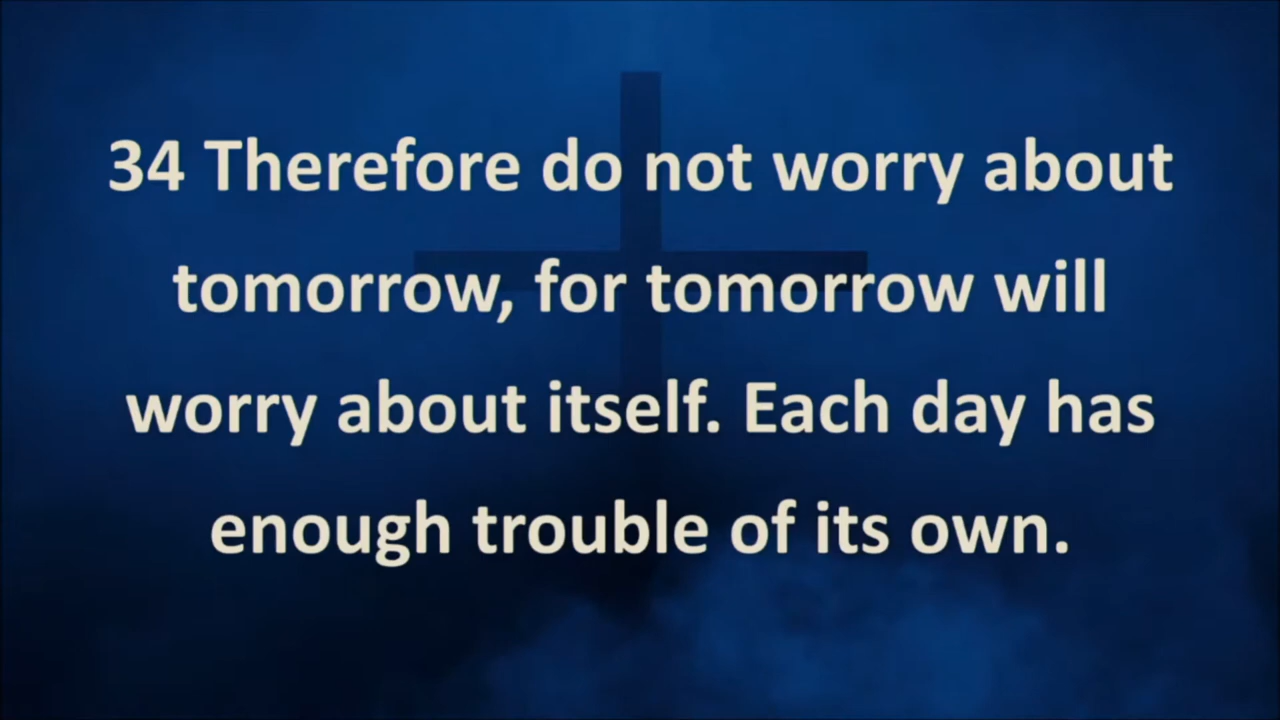 34 Therefore do not worry about
tomorrow, for tomorrow will
worry about itself. Each day has
enough trouble of its own.